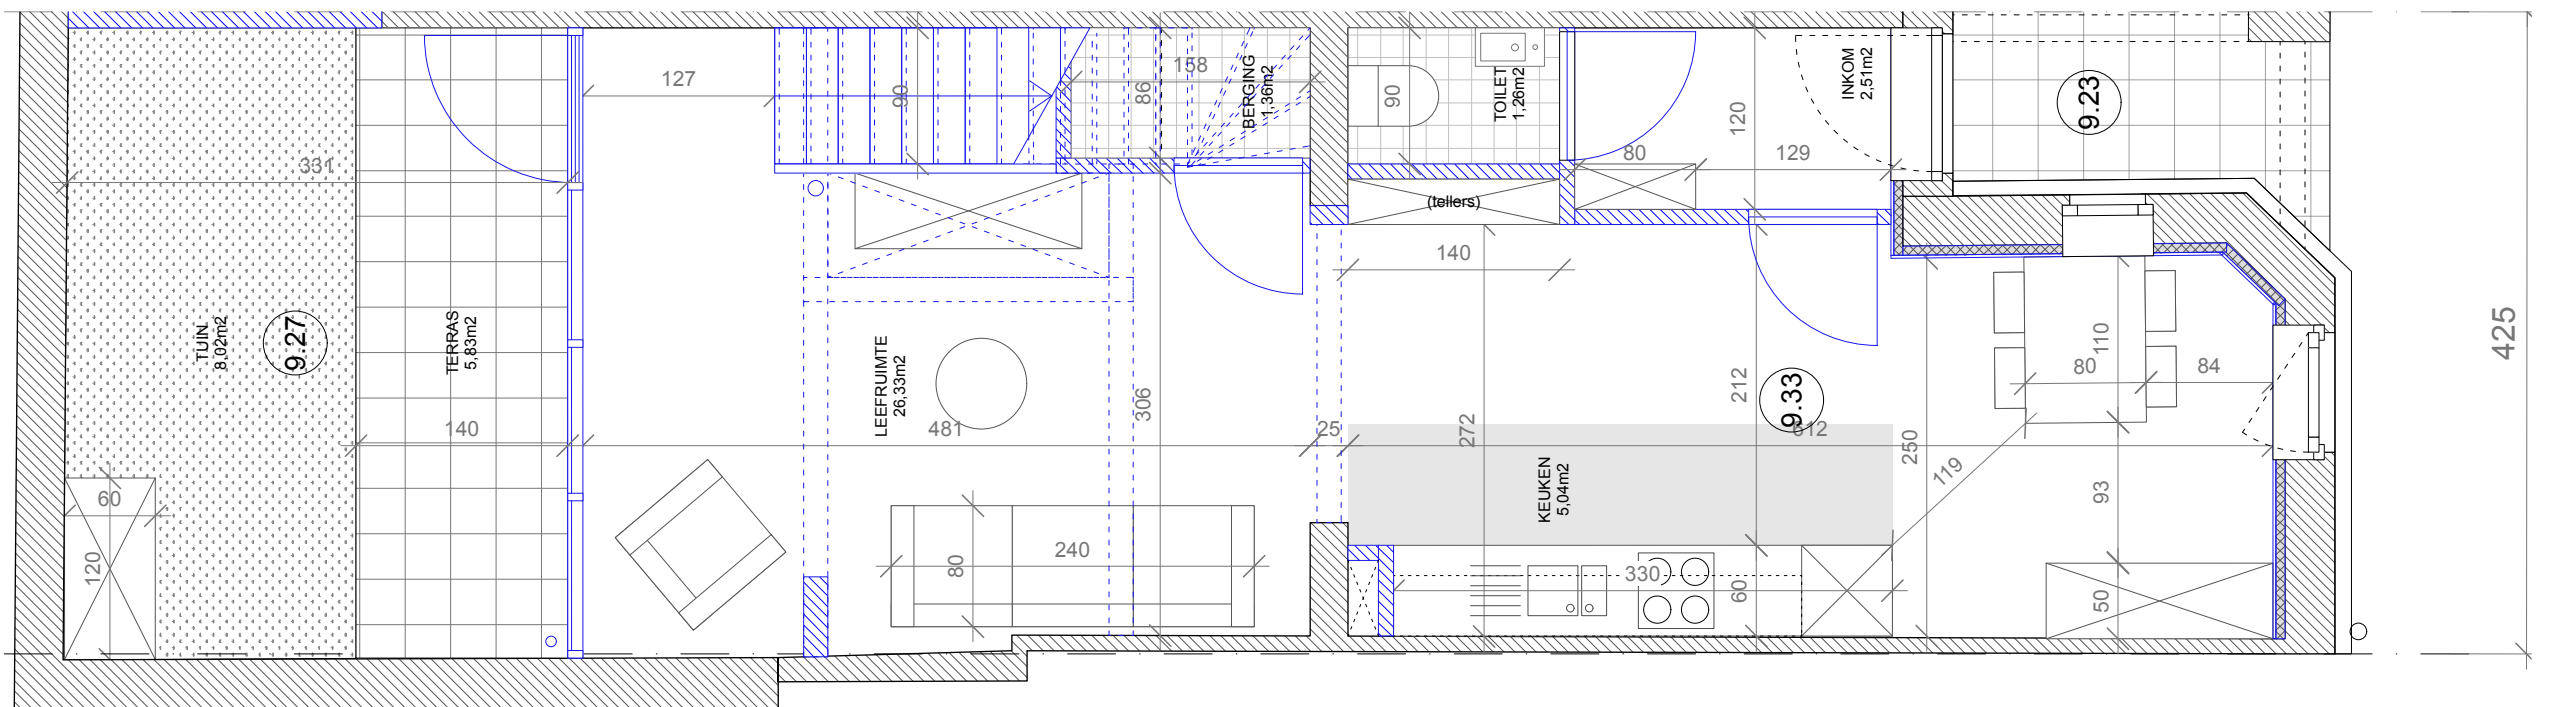 127
90
158
86
BERGING
1,36m2
90
TOILET
1,26m2
120
INKOM
2,51m2
9.23
331
80
129
(tellers)
140
TUIN
8,02m2
9.27
TERRAS
5,83m2
LEEFRUIMTE
26,33m2
306
212
9.33
110
80
84
425
140
481
25
272
612
250
119
93
60
120
80
240
KEUKEN
5,04m2
330
60
50